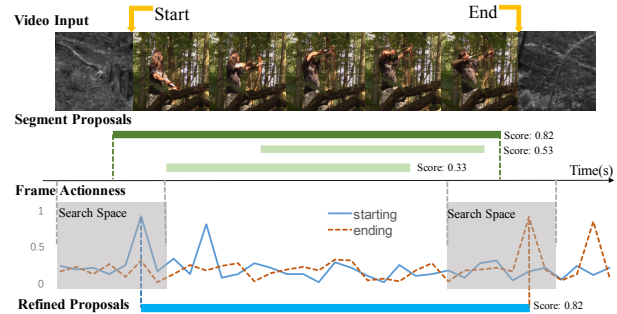 Start
End
Video Input
Segment Proposals
Score: 0.82
Score: 0.53
Score: 0.33
Time(s)
Frame Actionness
1
Search Space
starting
Search Space
ending
0.5
0
Refined Proposals
Score: 0.82